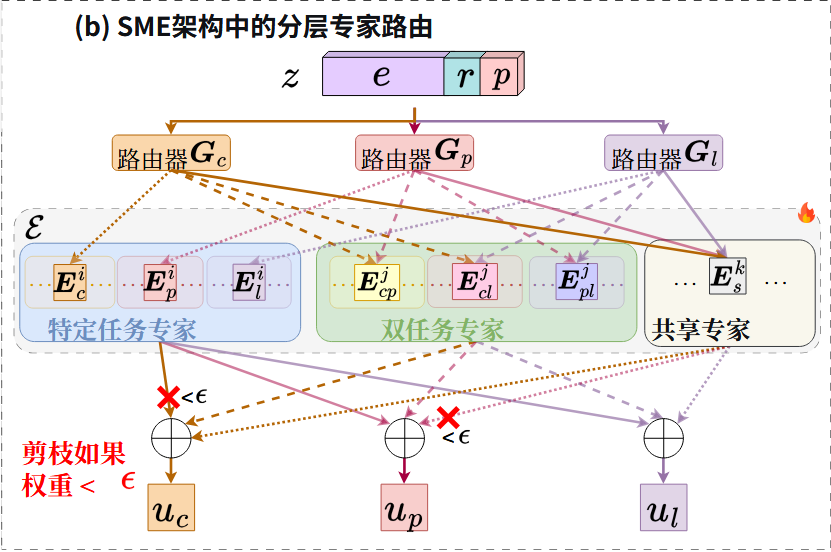 (b) SME架构中的分层专家路由
z e r p
路由器G_c 路由器G_p 路由器G_l
ℰ
... E_c^i ... ... E_p^i ... ... E_l^i ...
... E_cp^j ... ... E_cl^j ... ... E_pl^j ...
... E_s^k ...
特定任务专家 双任务专家 共享专家
<ϵ
<ϵ
剪枝如果
权重< ϵ
u_c u_p u_l